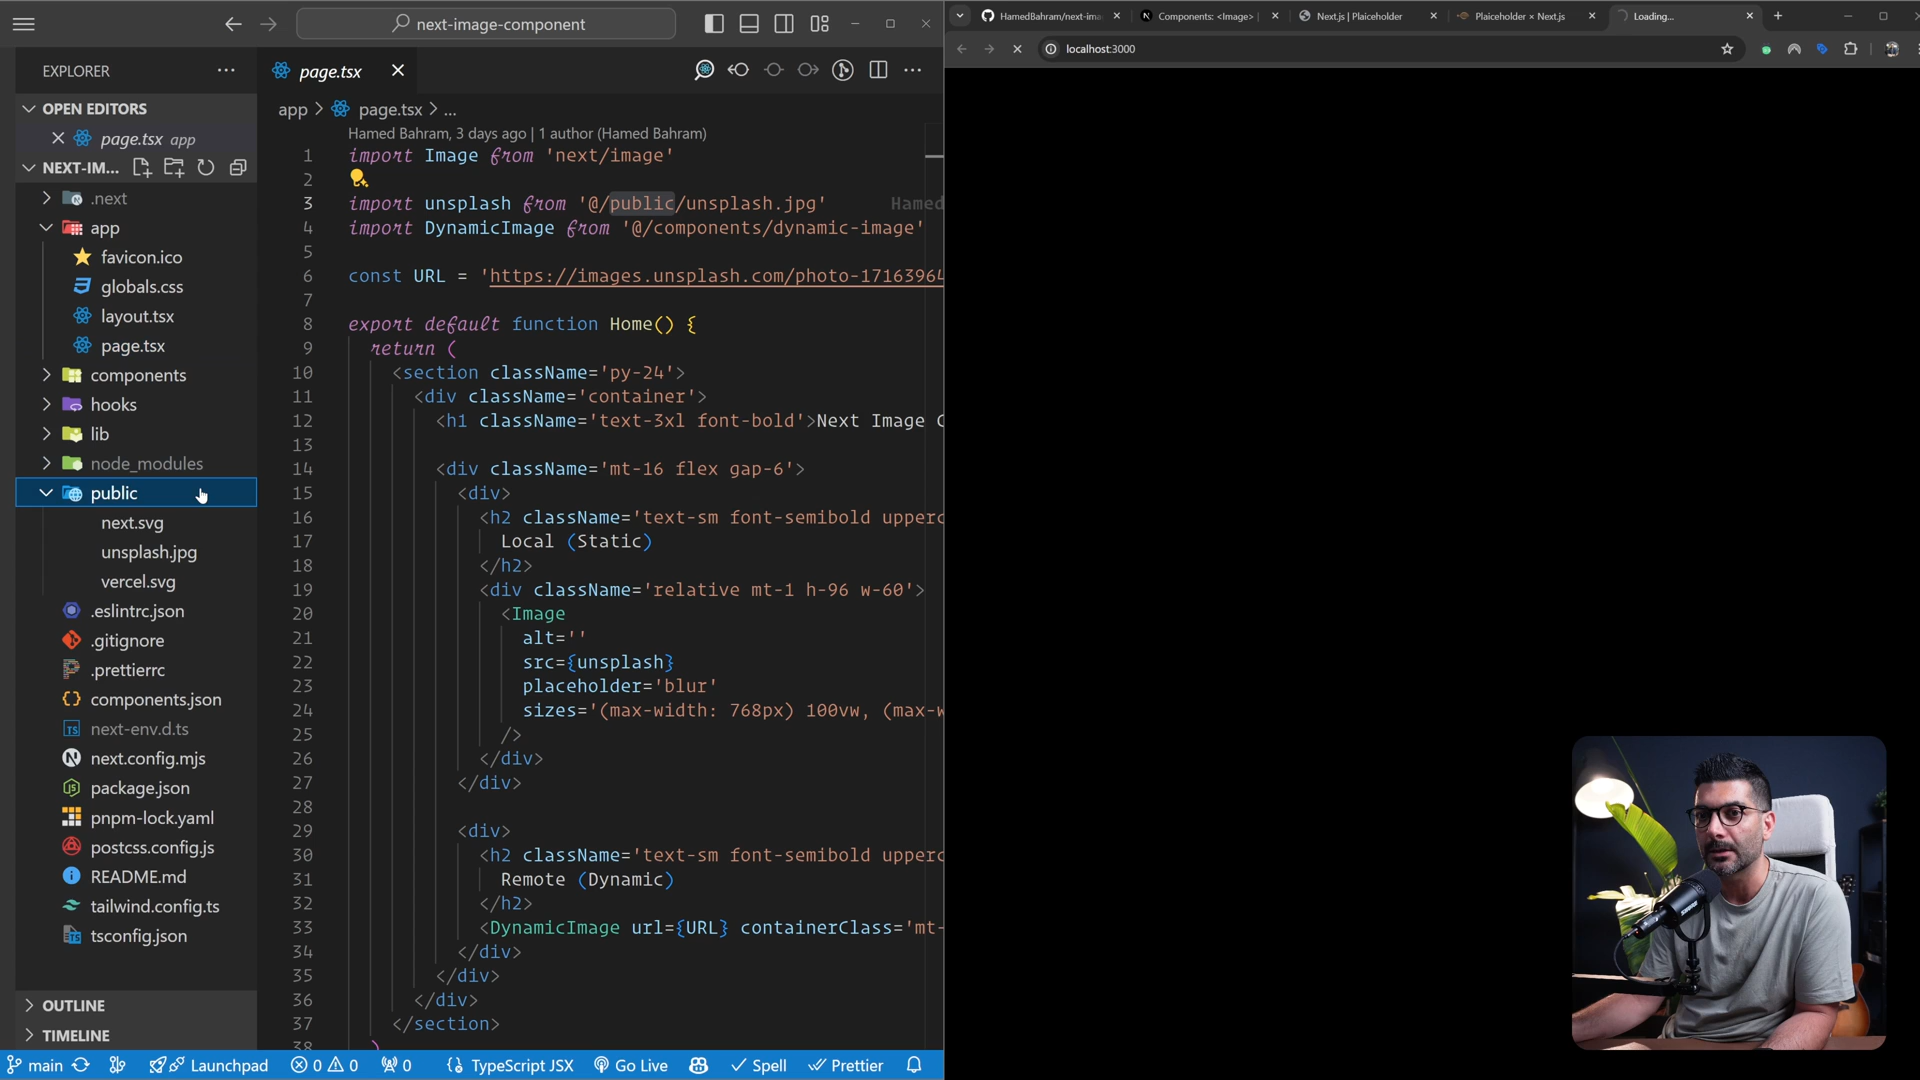 next-image-component
HamedBahram/next-ima
Components: <Image>
Next.js | Plaiceholder
Plaiceholder × Next.js
Loading...
localhost:3000
EXPLORER
page.tsx
OPEN EDITORS
page.tsx app
NEXT-IM...
.next
app
favicon.ico
globals.css
layout.tsx
page.tsx
components
hooks
lib
node_modules
public
next.svg
unsplash.jpg
vercel.svg
.eslintrc.json
.gitignore
.prettierrc
components.json
next-env.d.ts
next.config.mjs
package.json
pnpm-lock.yaml
postcss.config.js
README.md
tailwind.config.ts
tsconfig.json
OUTLINE
TIMELINE
app > page.tsx > ...
Hamed Bahram, 3 days ago | 1 author (Hamed Bahram)
1 import Image from 'next/image'
2
3 import unsplash from '@/public/unsplash.jpg' Hamed
4 import DynamicImage from '@/components/dynamic-image'
5
6 const URL = 'https://images.unsplash.com/photo-17163964
7
8 export default function Home() {
9 return (
10 <section className='py-24'>
11 <div className='container'>
12 <h1 className='text-3xl font-bold'>Next Image C
13
14 <div className='mt-16 flex gap-6'>
15 <div>
16 <h2 className='text-sm font-semibold upperc
17 Local (Static)
18 </h2>
19 <div className='relative mt-1 h-96 w-60'>
20 <Image
21 alt=''
22 src={unsplash}
23 placeholder='blur'
24 sizes='(max-width: 768px) 100vw, (max-w
25 />
26 </div>
27 </div>
28
29 <div>
30 <h2 className='text-sm font-semibold upperc
31 Remote (Dynamic)
32 </h2>
33 <DynamicImage url={URL} containerClass='mt-
34 </div>
35 </div>
36 </div>
37 </section>
38 )
main Launchpad 0 0 0 TypeScript JSX Go Live Spell Prettier